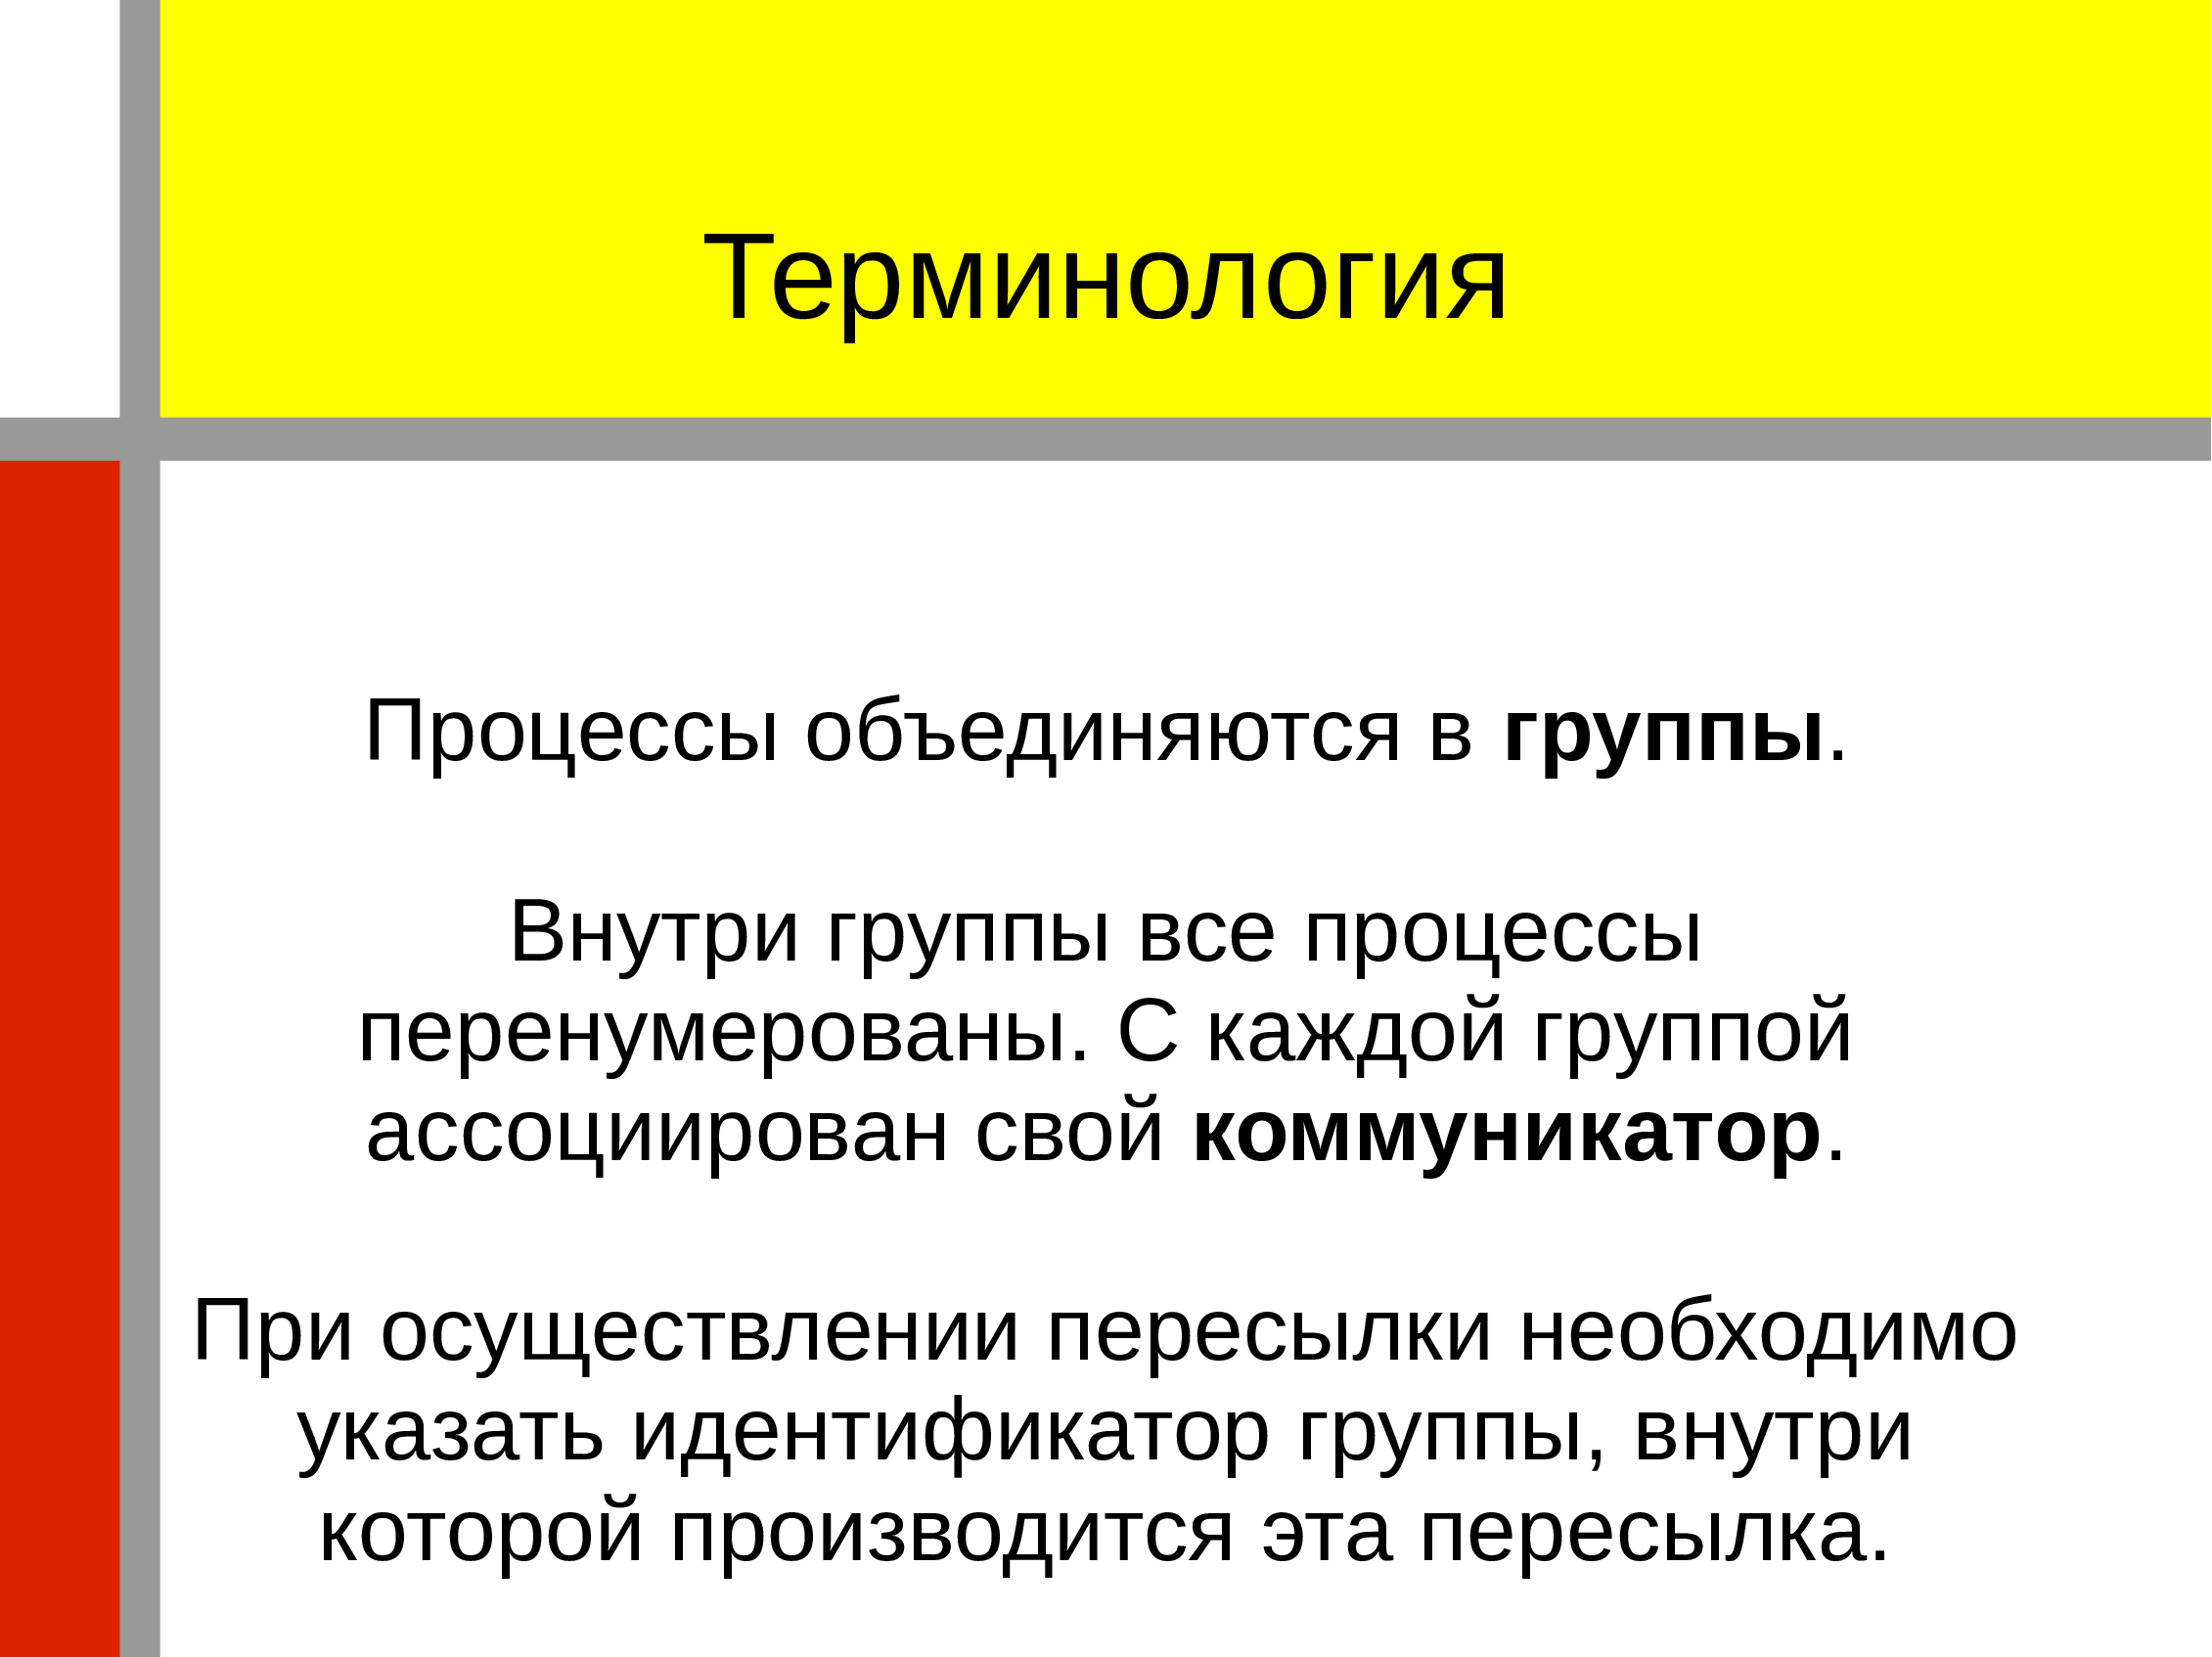 Терминология
Процессы объединяются в группы.
Внутри группы все процессы
перенумерованы. С каждой группой
ассоциирован свой коммуникатор.
При осуществлении пересылки необходимо
указать идентификатор группы, внутри
которой производится эта пересылка.